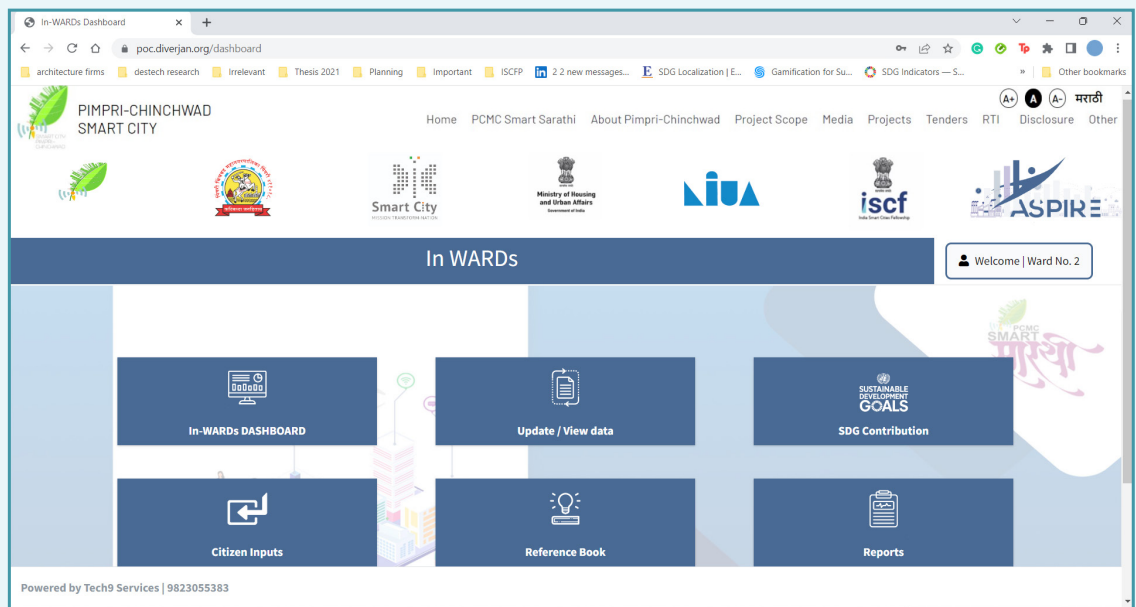 In-WARDs Dashboard
poc.diverjan.org/dashboard
architecture firms destech research Irrelevant Thesis 2021 Planning Important ISCFP 2 2 new messages... SDG Localization | E... Gamification for Su... SDG Indicators — S... » Other bookmarks
PIMPRI-CHINCHWAD
SMART CITY
A+ A A- मराठी
Home PCMC Smart Sarathi About Pimpri-Chinchwad Project Scope Media Projects Tenders RTI Disclosure Other
Smart City
MISSION TRANSFORM-NATION
Ministry of Housing
and Urban Affairs
Government of India
NIUA
iscf
India Smart Cities Fellowship
ASPIRE
In WARDs
Welcome | Ward No. 2
PCMC
SMART
सारथी
In-WARDs DASHBOARD
Update / View data
SUSTAINABLE
DEVELOPMENT
GOALS
SDG Contribution
Citizen Inputs
Reference Book
Reports
Powered by Tech9 Services | 9823055383